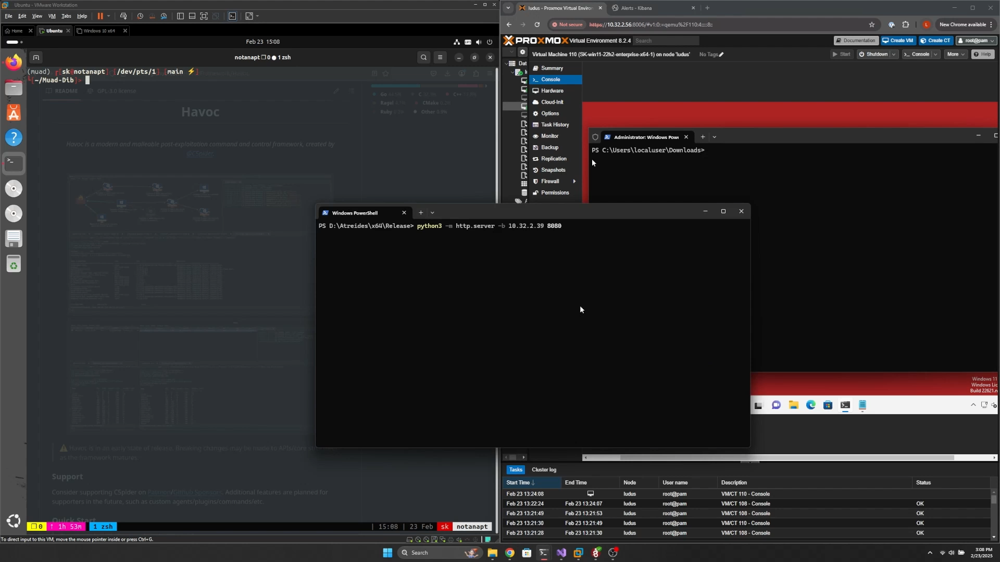 Ubuntu - VMware Workstation
File Edit View VM Tabs Help
Home
Ubuntu
Windows 10 x64
Feb 23 15:08
notanapt ❐ 0 ● 1 zsh
(muad) ┌[sk@notanapt] [/dev/pts/1] [main ⚡]
└[~/Muad-Dib]>
README
GPL-3.0 license
Havoc
Havoc is a modern and malleable post-exploitation command and control framework, created by
@C5pider
Ragel
CMake
Ruby
Other 0.9%
Havoc is in an early state of release. Breaking changes may be made to APIs/core
as the framework matures.
Support
Consider supporting C5pider on Patreon/Github Sponsors. Additional features are planned for
supporters in the future, such as custom agents/plugins/commands/etc.
Quick Start
❐ 0 ↑ 1h 53m 1 zsh
| 15:08 | 23 Feb sk notanapt
To direct input to this VM, move the mouse pointer inside or press Ctrl+G.
Windows PowerShell
PS D:\Atreides\x64\Release> python3 -m http.server -b 10.32.2.39 8080
ludus - Proxmox Virtual Environ
Alerts - Kibana
Not secure https://10.32.2.56:8006/#v1:0:=qemu%2F110:4:::::8::
New Chrome available
L
PROXMOX Virtual Environment 8.2.4
Search
Documentation
Create VM
Create CT
root@pam
Virtual Machine 110 (SK-win11-22h2-enterprise-x64-1) on node 'ludus'
No Tags
Start
Shutdown
Console
More
Help
Dat
Summary
Console
Hardware
Cloud-Init
Options
Task History
Monitor
Backup
Replication
Snapshots
Firewall
Permissions
Administrator: Windows Powe
PS C:\Users\localuser\Downloads>
Windows 11
Windows Lic
Build 22621.n
Tasks
Cluster log
Start Time End Time Node User name Description Status
Feb 23 13:24:08 ludus root@pam VM/CT 110 - Console
Feb 23 13:22:24 Feb 23 13:24:07 ludus root@pam VM/CT 108 - Console OK
Feb 23 13:21:49 Feb 23 13:21:53 ludus root@pam VM/CT 108 - Console OK
Feb 23 13:21:30 Feb 23 13:21:49 ludus root@pam VM/CT 110 - Console OK
Feb 23 13:21:28 Feb 23 13:21:30 ludus root@pam VM/CT 108 - Console OK
Search
3:08 PM
2/23/2025